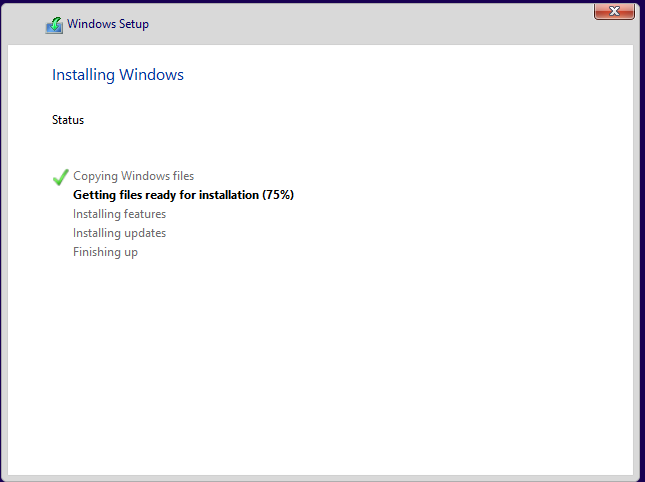 Windows Setup
Installing Windows
Status
Copying Windows files
Getting files ready for installation (75%)
Installing features
Installing updates
Finishing up